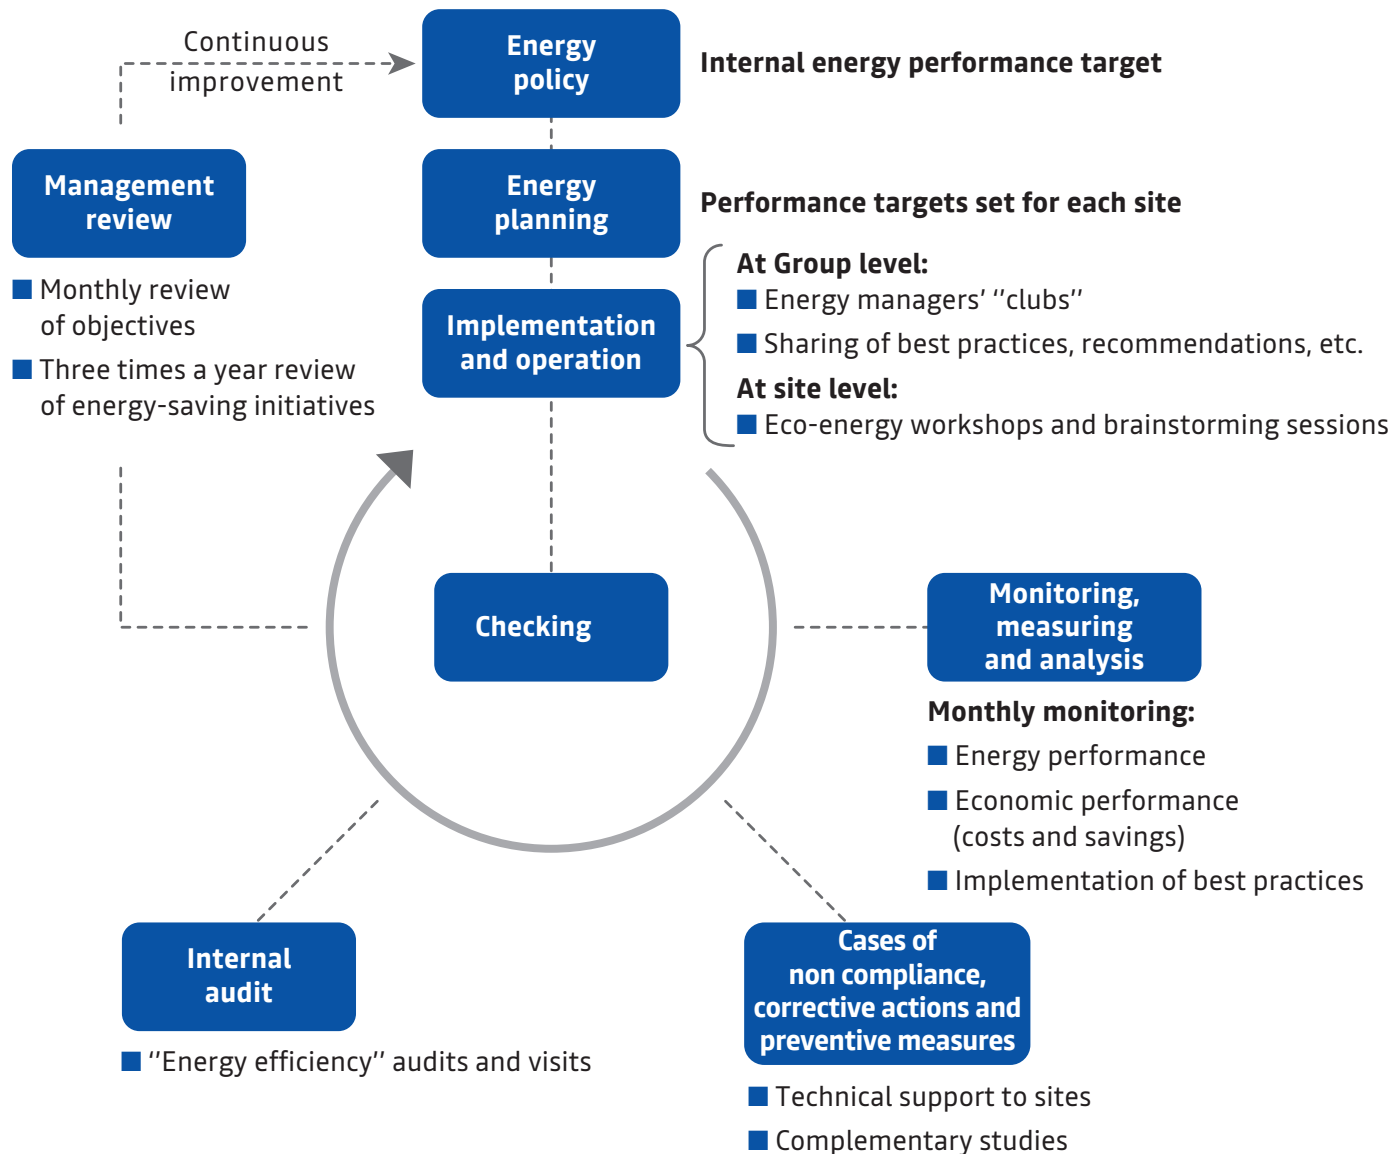 Continuous
improvement
Energy
policy
Internal energy performance target
Management
review
■ Monthly review
of objectives
■ Three times a year review
of energy-saving initiatives
Energy
planning
Performance targets set for each site
Implementation
and operation
At Group level:
■ Energy managers’ ‘‘clubs’’
■ Sharing of best practices, recommendations, etc.
At site level:
■ Eco-energy workshops and brainstorming sessions
Checking
Monitoring,
measuring
and analysis
Monthly monitoring:
■ Energy performance
■ Economic performance
(costs and savings)
■ Implementation of best practices
Internal
audit
■ ‘‘Energy efficiency’’ audits and visits
Cases of
non compliance,
corrective actions and
preventive measures
■ Technical support to sites
■ Complementary studies